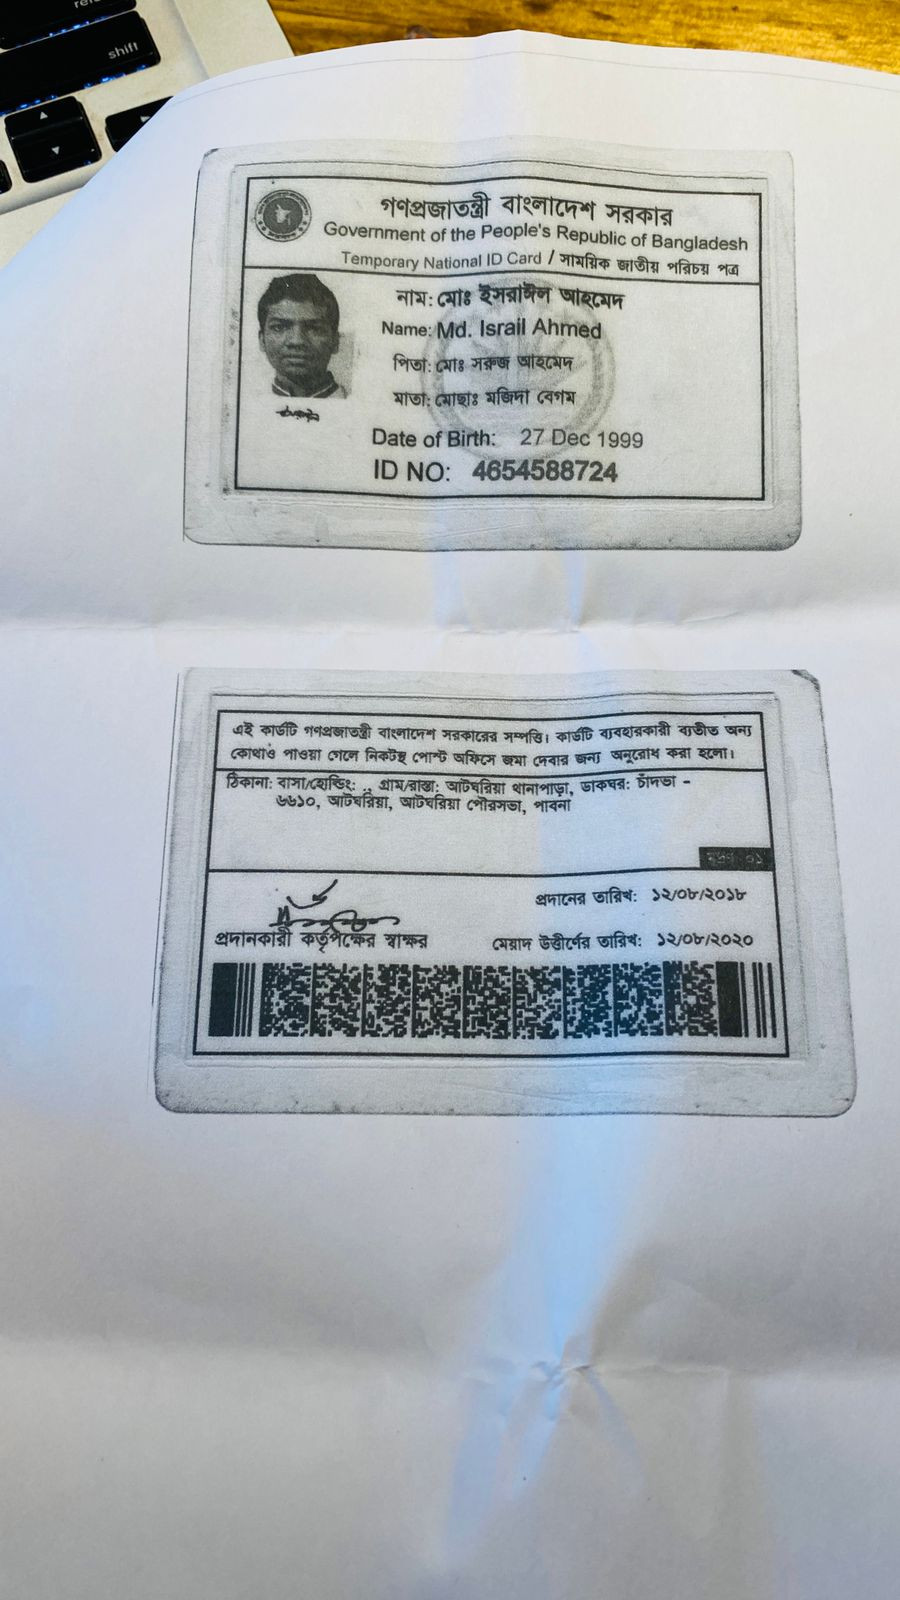 shift
গণপ্রজাতন্ত্রী বাংলাদেশ সরকার
Government of the People's Republic of Bangladesh
Temporary National ID Card / সাময়িক জাতীয় পরিচয় পত্র
নাম: মোঃ ইসরাঈল আহমেদ
Name: Md. Israil Ahmed
পিতা: মোঃ সরুজ আহমেদ
মাতা: মোছাঃ মজিদা বেগম
Date of Birth: 27 Dec 1999
ID NO: 4654588724
এই কার্ডটি গণপ্রজাতন্ত্রী বাংলাদেশ সরকারের সম্পত্তি। কার্ডটি ব্যবহারকারী ব্যতীত অন্য
কোথাও পাওয়া গেলে নিকটস্থ পোস্ট অফিসে জমা দেবার জন্য অনুরোধ করা হলো।
ঠিকানা: বাসা/হোল্ডিং: ., গ্রাম/রাস্তা: আটঘরিয়া থানাপাড়া, ডাকঘর: চাঁদভা -
৬৬১০, আটঘরিয়া, আটঘরিয়া পৌরসভা, পাবনা
প্রদানের তারিখ: ১২/০৮/২০১৮
প্রদানকারী কর্তৃপক্ষের স্বাক্ষর
মেয়াদ উত্তীর্ণের তারিখ: ১২/০৮/২০২০